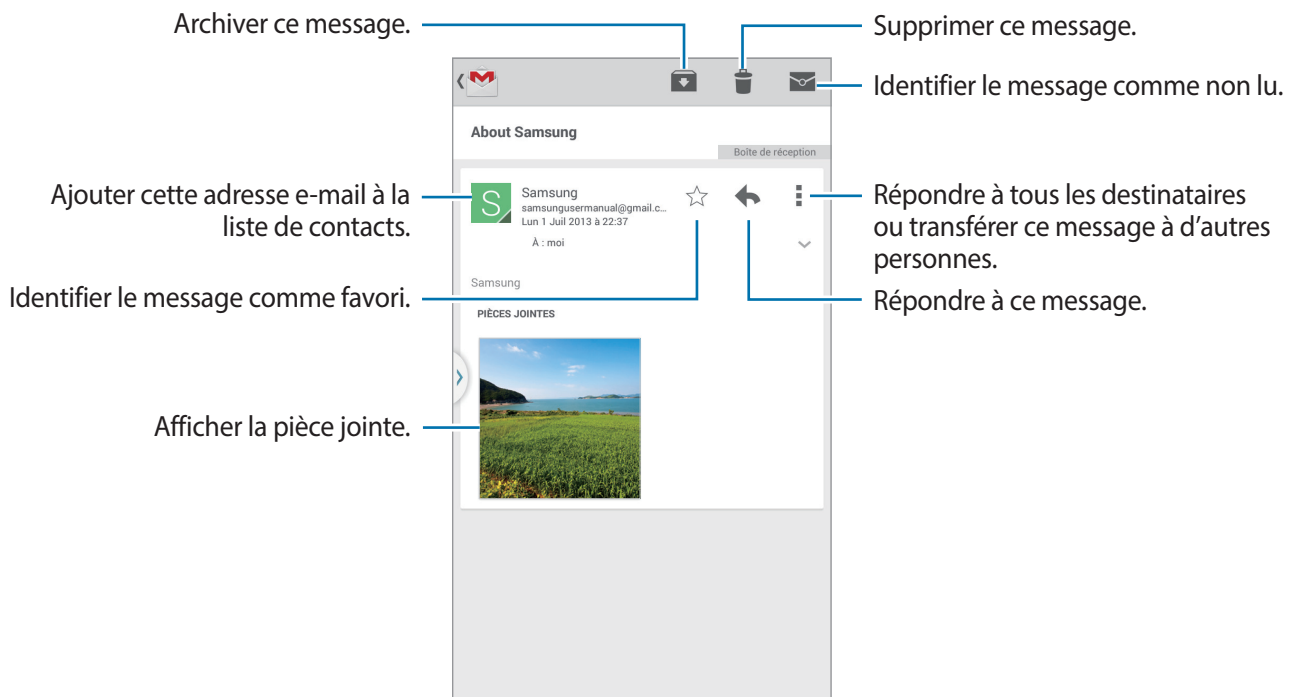 Archiver ce message.
Supprimer ce message.
Identifier le message comme non lu.
About Samsung
Boîte de réception
Ajouter cette adresse e-mail à la
liste de contacts.
S
Samsung
samsungusermanual@gmail.c...
Lun 1 Juil 2013 à 22:37
À : moi
Répondre à tous les destinataires
ou transférer ce message à d'autres
personnes.
Identifier le message comme favori.
Samsung
Répondre à ce message.
PIÈCES JOINTES
Afficher la pièce jointe.